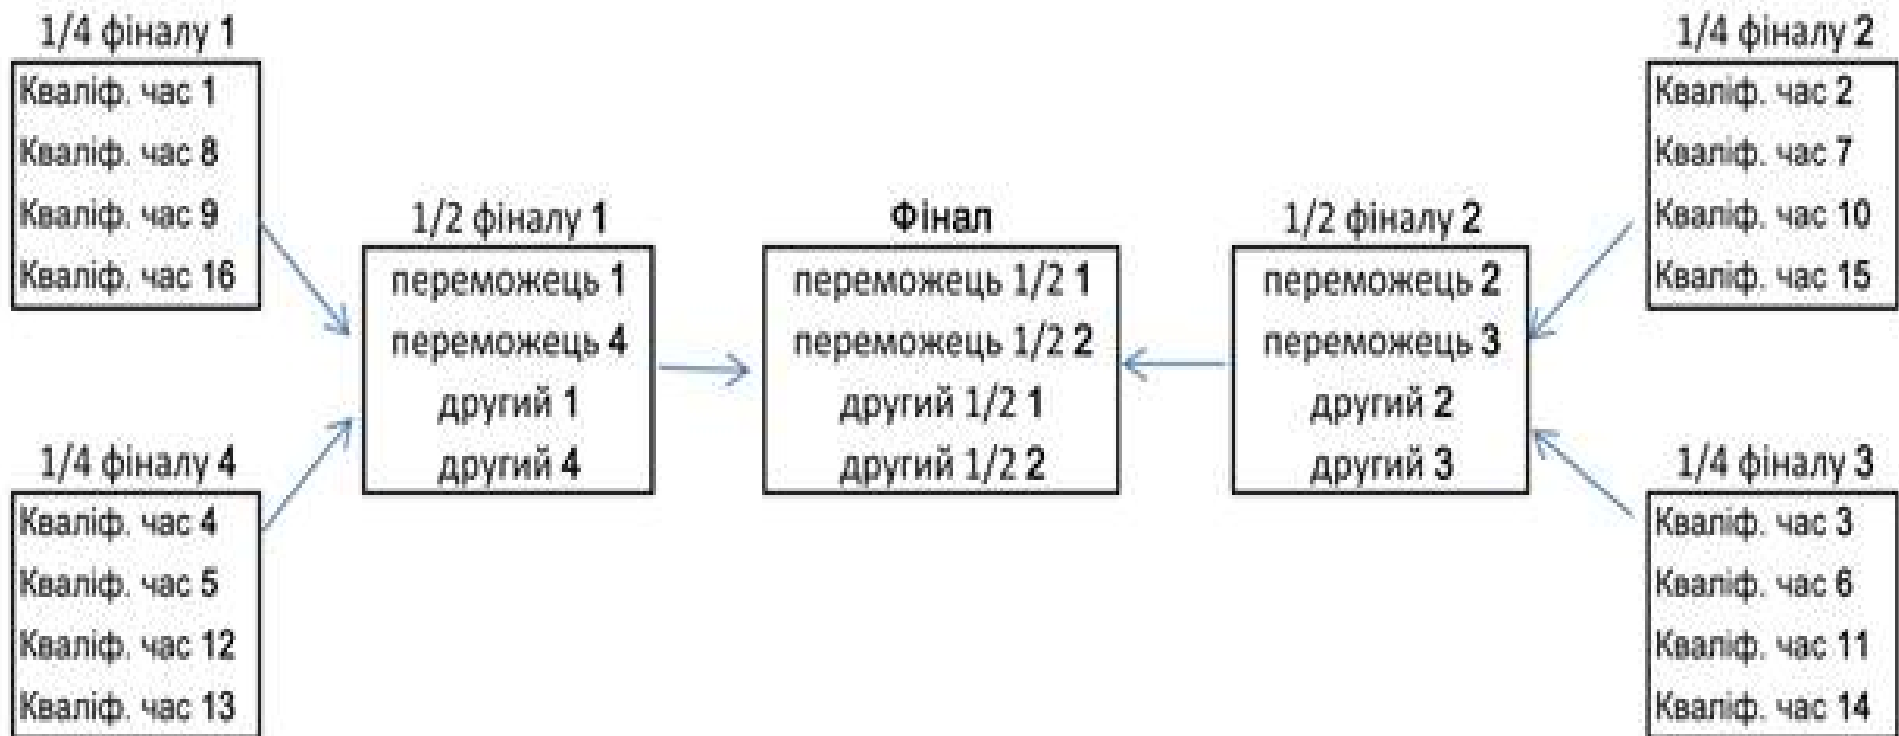 1/4 фіналу 1
Кваліф. час 1
Кваліф. час 8
Кваліф. час 9
Кваліф. час 16
1/4 фіналу 4
Кваліф. час 4
Кваліф. час 5
Кваліф. час 12
Кваліф. час 13
1/2 фіналу 1
переможець 1
переможець 4
другий 1
другий 4
Фінал
переможець 1/2 1
переможець 1/2 2
другий 1/2 1
другий 1/2 2
1/2 фіналу 2
переможець 2
переможець 3
другий 2
другий 3
1/4 фіналу 2
Кваліф. час 2
Кваліф. час 7
Кваліф. час 10
Кваліф. час 15
1/4 фіналу 3
Кваліф. час 3
Кваліф. час 6
Кваліф. час 11
Кваліф. час 14